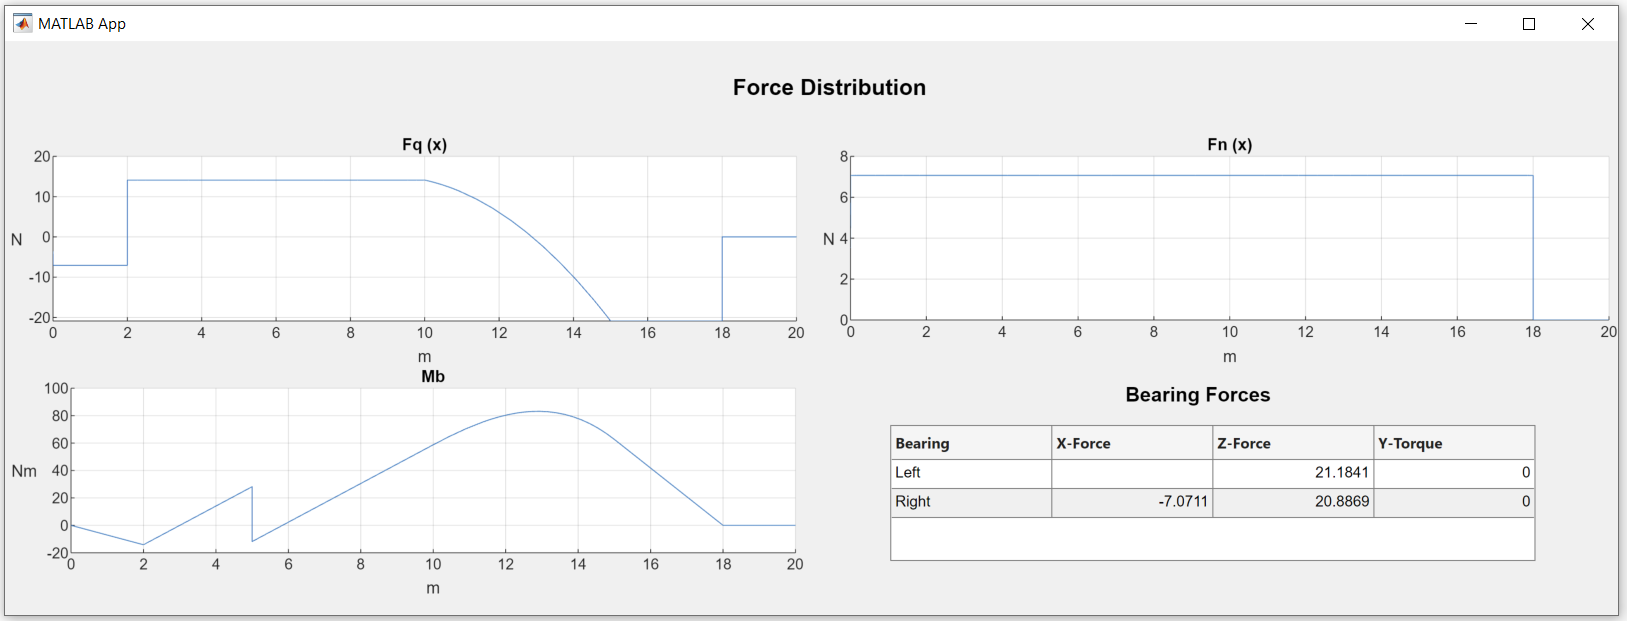 MATLAB App
Force Distribution
Fq (x)
20
10
0
-10
-20
N
0 2 4 6 8 10 12 14 16 18 20
m
Fn (x)
8
6
4
2
0
N
0 2 4 6 8 10 12 14 16 18 20
m
Mb
100
80
60
40
20
0
-20
Nm
0 2 4 6 8 10 12 14 16 18 20
m
Bearing Forces
Bearing X-Force Z-Force Y-Torque
Left 21.1841 0
Right -7.0711 20.8869 0